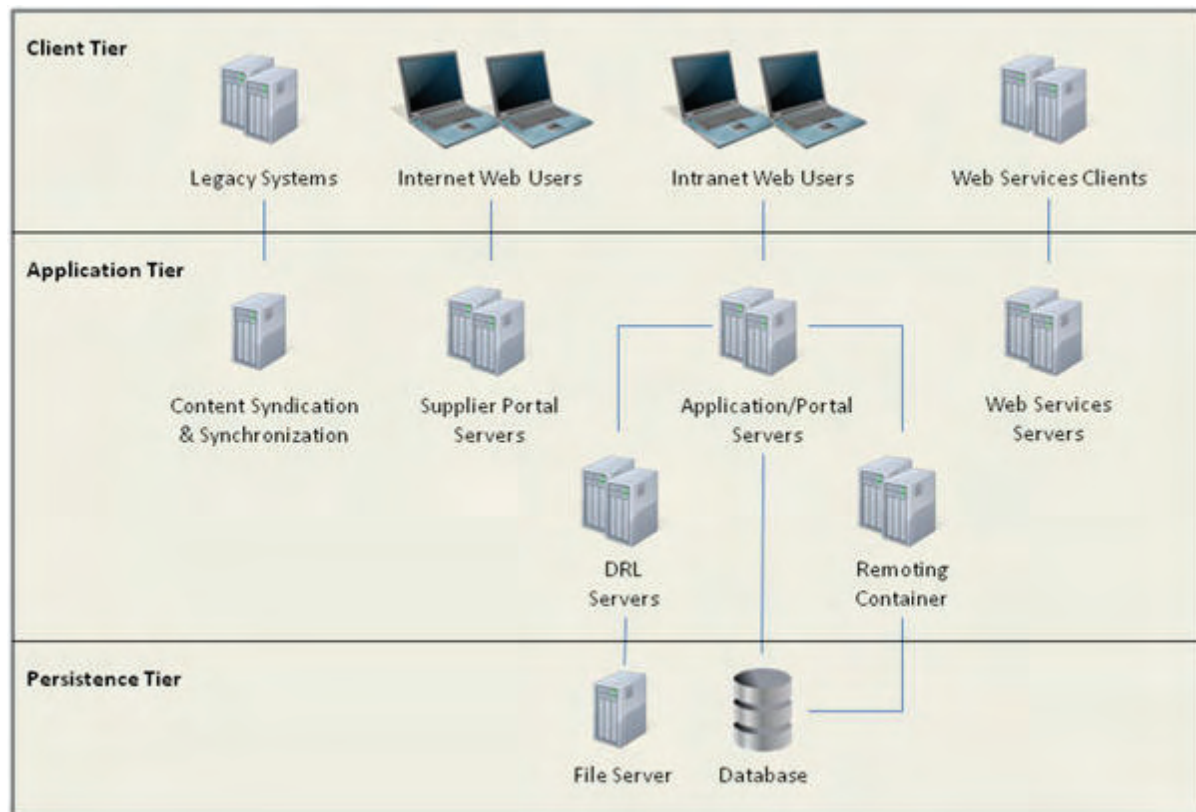 Client Tier
Legacy Systems
Internet Web Users
Intranet Web Users
Web Services Clients
Application Tier
Content Syndication
& Synchronization
Supplier Portal
Servers
Application/Portal
Servers
Web Services
Servers
DRL
Servers
Remoting
Container
Persistence Tier
File Server
Database